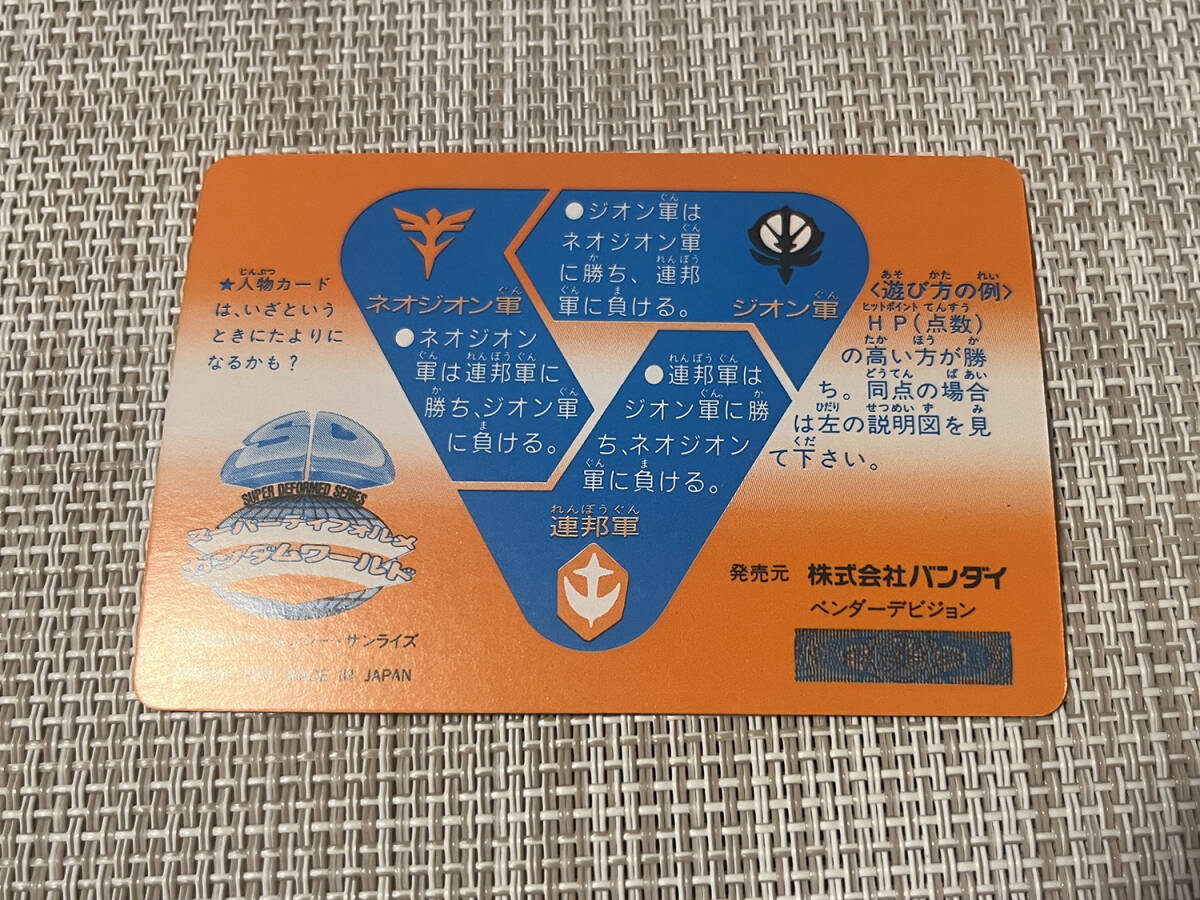 ★人物カード
は、いざという
ときにたよりに
なるかも？
ネオジオン軍
●ジオン軍は
ネオジオン軍
に勝ち、連邦
軍に負ける。
ジオン軍
●ネオジオン
軍は連邦軍に
勝ち、ジオン軍
に負ける。
●連邦軍は
ジオン軍に勝
ち、ネオジオン
軍に負ける。
連邦軍
〈遊び方の例〉
HP(点数)
の高い方が勝
ち。同点の場合
は左の説明図を見
て下さい。
SD
SUPER DEFORMED SERIES
スーパーディフォルメ
ガンダムワールド
サンライズ
MADE IN JAPAN
発売元 株式会社バンダイ
ベンダーデビジョン